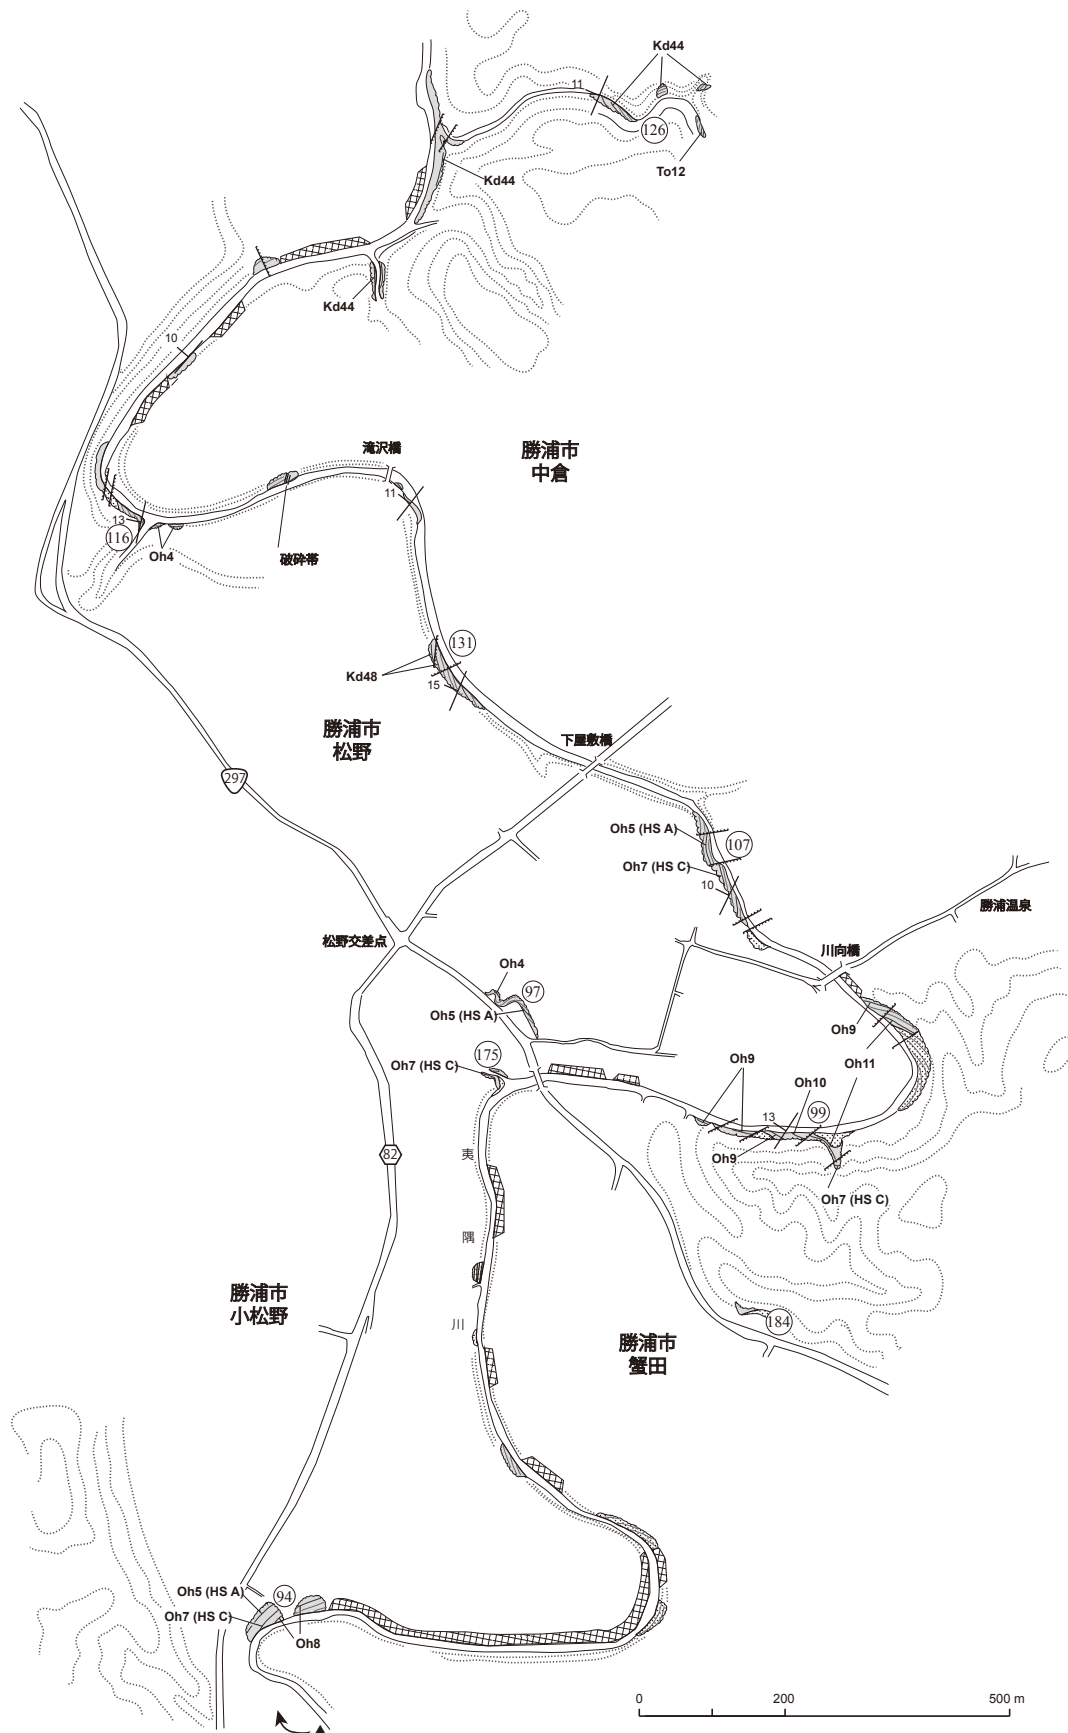 Kd44
11
126
To12
Kd44
Kd44
10
滝沢橋
勝浦市
中倉
11
13
116
Oh4
破砕帯
131
Kd48
15
勝浦市
松野
下屋敷橋
297
Oh5 (HS A)
107
Oh7 (HS C)
10
勝浦温泉
松野交差点
川向橋
Oh4
97
Oh5 (HS A)
Oh9
175
Oh7 (HS C)
Oh9
Oh11
Oh10
13
99
82
夷
Oh9
Oh7 (HS C)
隅
勝浦市
小松野
川
184
勝浦市
蟹田
Oh5 (HS A)
94
Oh7 (HS C)
Oh8
0
200
500 m